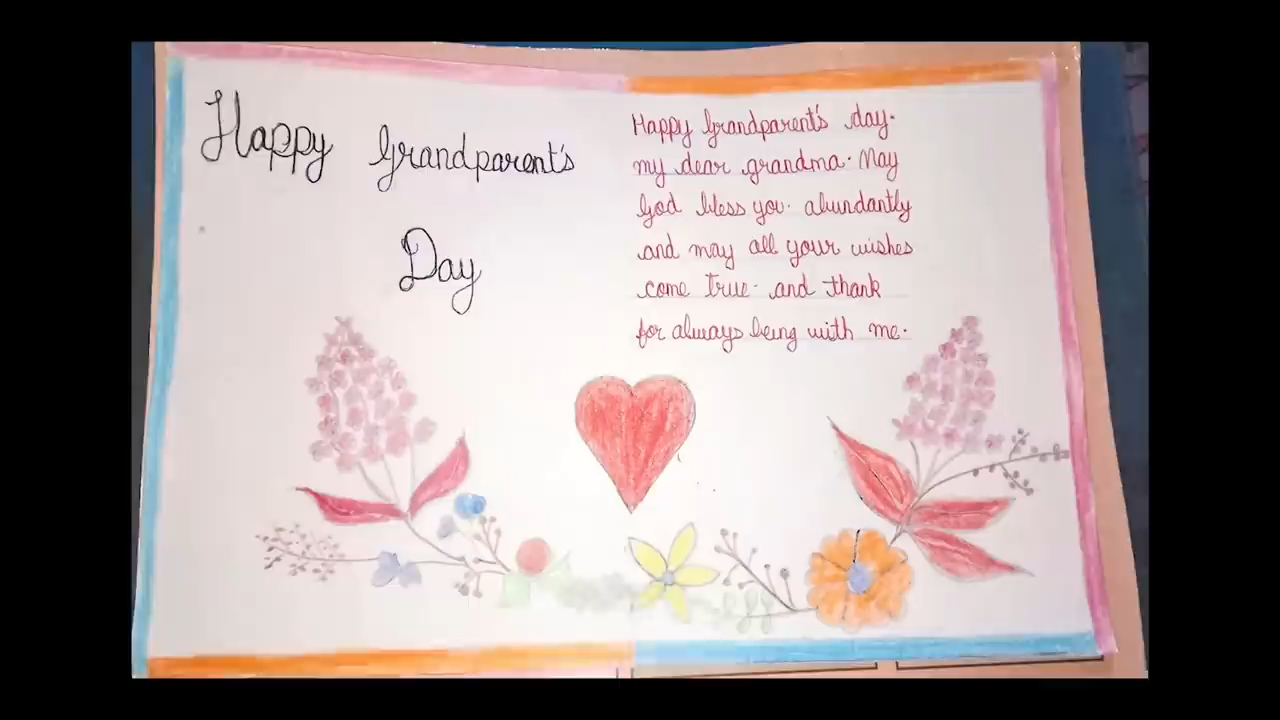 Happy Grandparent's
Day
Happy Grandparent's day.
my dear grandma. May
God bless you. abundantly
and may all your wishes
come true. and thank
for always being with me.